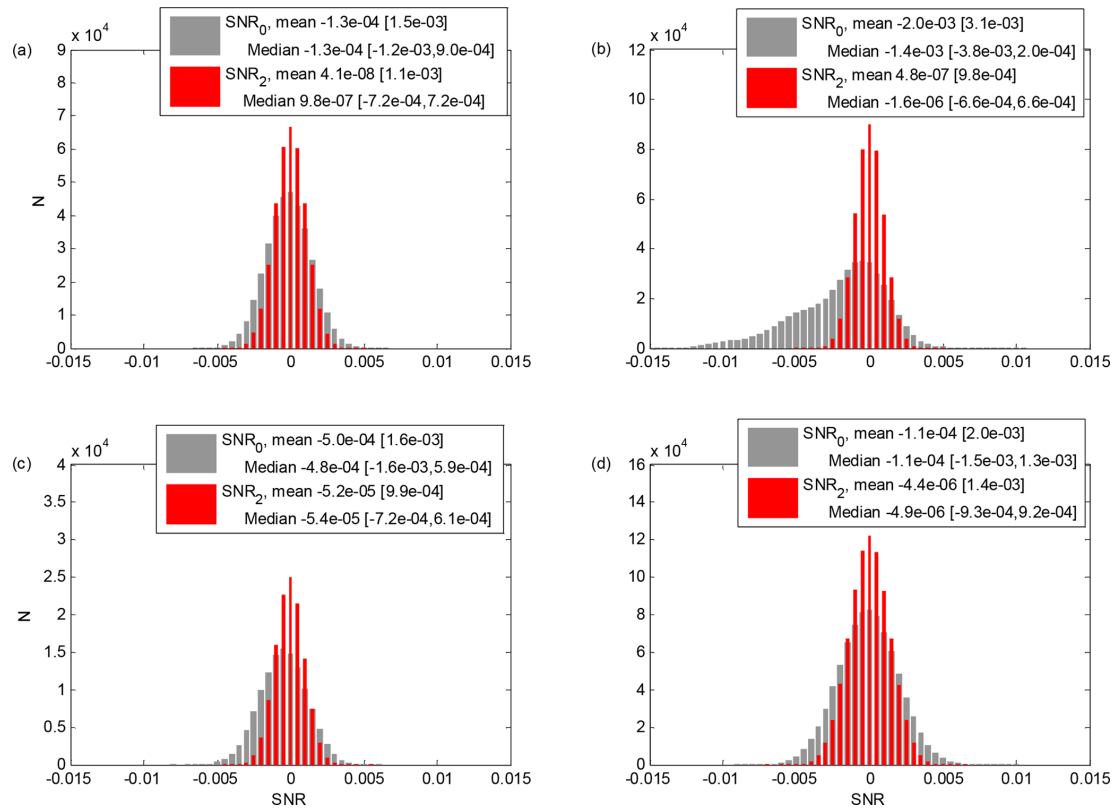 (a)
x 10^4
SNR_0, mean -1.3e-04 [1.5e-03]
Median -1.3e-04 [-1.2e-03,9.0e-04]
SNR_2, mean 4.1e-08 [1.1e-03]
Median 9.8e-07 [-7.2e-04,7.2e-04]
9
8
7
6
5
4
3
2
1
0
N
-0.015 -0.01 -0.005 0 0.005 0.01 0.015
(b)
x 10^4
SNR_0, mean -2.0e-03 [3.1e-03]
Median -1.4e-03 [-3.8e-03,2.0e-04]
SNR_2, mean 4.8e-07 [9.8e-04]
Median -1.6e-06 [-6.6e-04,6.6e-04]
12
10
8
6
4
2
0
-0.015 -0.01 -0.005 0 0.005 0.01 0.015
(c)
x 10^4
SNR_0, mean -5.0e-04 [1.6e-03]
Median -4.8e-04 [-1.6e-03,5.9e-04]
SNR_2, mean -5.2e-05 [9.9e-04]
Median -5.4e-05 [-7.2e-04,6.1e-04]
4
3.5
3
2.5
2
1.5
1
0.5
0
N
-0.015 -0.01 -0.005 0 0.005 0.01 0.015
SNR
(d)
x 10^4
SNR_0, mean -1.1e-04 [2.0e-03]
Median -1.1e-04 [-1.5e-03,1.3e-03]
SNR_2, mean -4.4e-06 [1.4e-03]
Median -4.9e-06 [-9.3e-04,9.2e-04]
16
14
12
10
8
6
4
2
0
-0.015 -0.01 -0.005 0 0.005 0.01 0.015
SNR